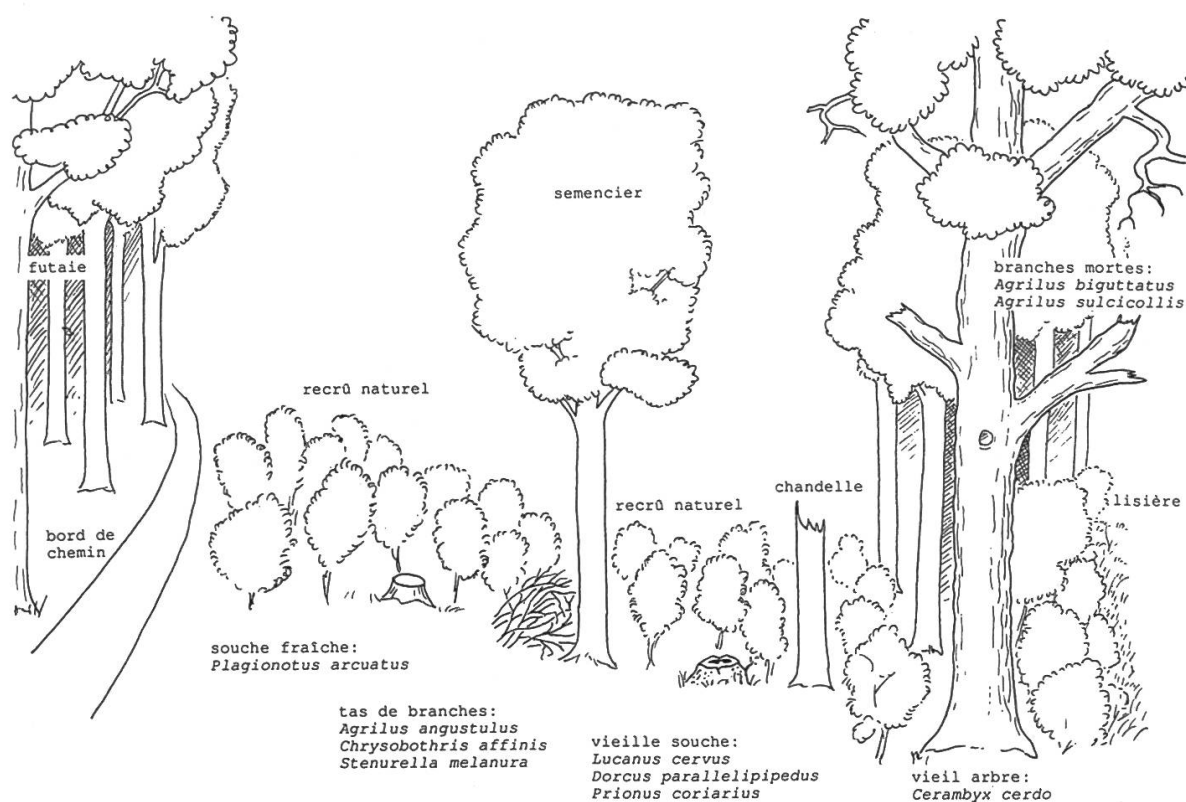 semencier
futaie
branches mortes:
Agrilus biguttatus
Agrilus sulcicollis
recrû naturel
recrû naturel
chandelle
lisière
bord de
chemin
souche fraîche:
Plagionotus arcuatus
tas de branches:
Agrilus angustulus
Chrysobothris affinis
Stenurella melanura
vieille souche:
Lucanus cervus
Dorcus parallelipipedus
Prionus coriarius
vieil arbre:
Cerambyx cerdo